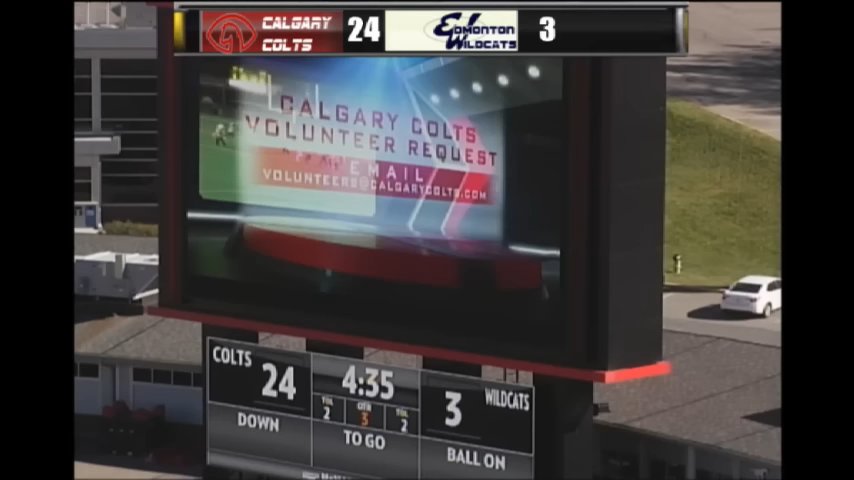 CALGARY
COLTS
24
Edmonton
Wildcats
3
CALGARY COLTS
VOLUNTEER REQUEST
EMAIL
VOLUNTEERS@CALGARYCOLTS.COM
COLTS
24
4:35
3
WILDCATS
TOL
2
QTR
TOL
2
DOWN
TO GO
BALL ON